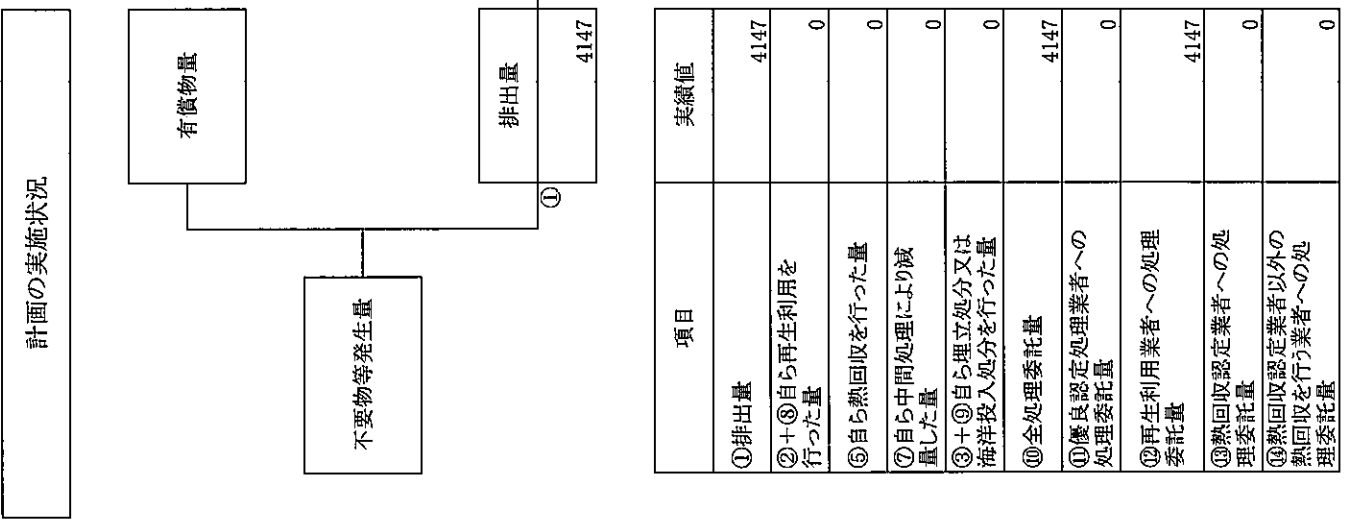 計画の実施状況
有償物量
不要物等発生量
排出量
①
4147
項目
実績値
①排出量
4147
②+⑧自ら再生利用を
行った量
0
⑤自ら熱回収を行った量
0
⑦自ら中間処理により減
量した量
0
③+⑨自ら埋立処分又は
海洋投入処分を行った量
0
⑩全処理委託量
4147
⑪優良認定処理業者への
処理委託量
0
⑫再生利用業者への処理
委託量
4147
⑬熱回収認定業者への処
理委託量
0
⑭熱回収認定業者以外の
熱回収を行う業者への処
理委託量
0